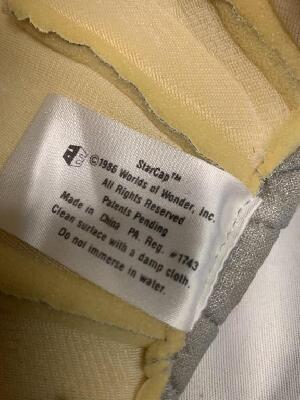 StarCap™
©1986 Worlds of Wonder, Inc.
All Rights Reserved
Patents Pending
Made in China PA. Reg. #1743
Clean surface with a damp cloth.
Do not immerse in water.